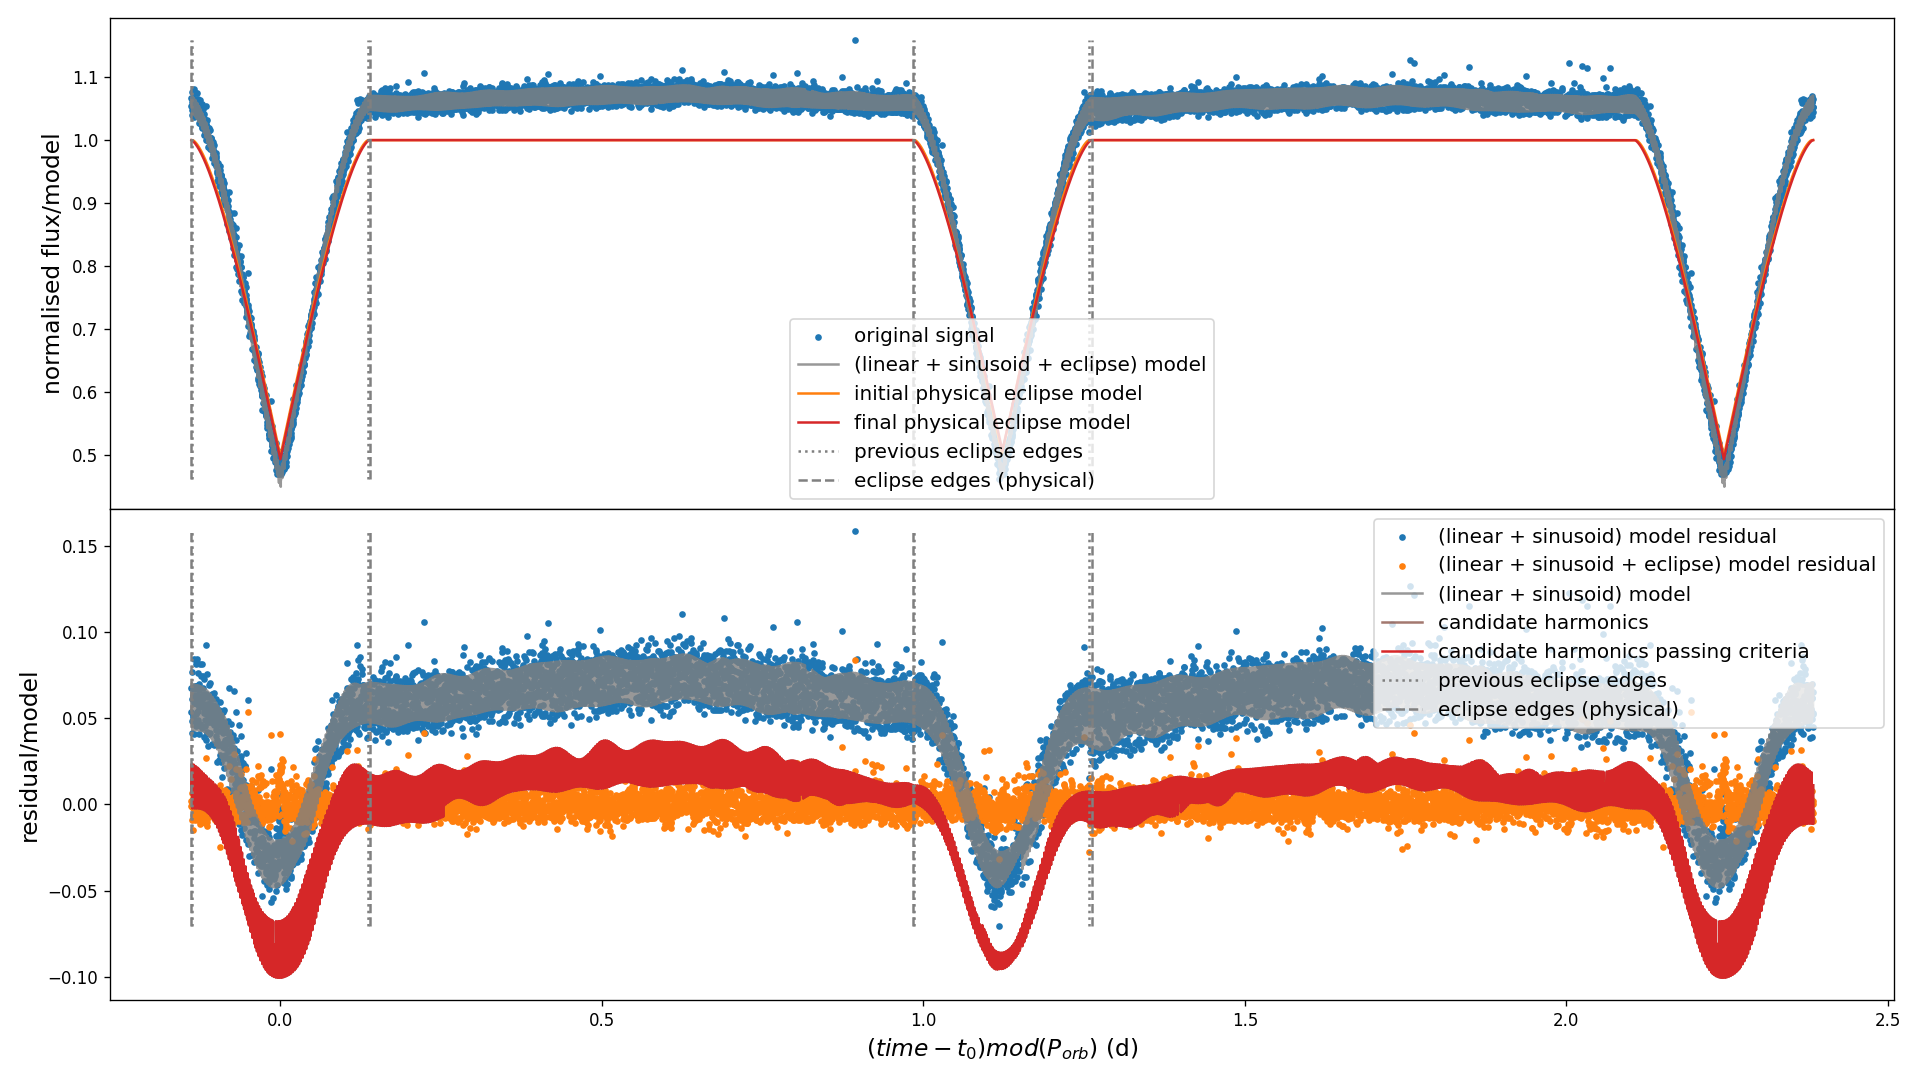 1.1
1.0
0.9
0.8
0.7
0.6
0.5
normalised flux/model
original signal
(linear + sinusoid + eclipse) model
initial physical eclipse model
final physical eclipse model
previous eclipse edges
eclipse edges (physical)
0.15
0.10
0.05
0.00
−0.05
−0.10
residual/model
(linear + sinusoid) model residual
(linear + sinusoid + eclipse) model residual
(linear + sinusoid) model
candidate harmonics
candidate harmonics passing criteria
previous eclipse edges
eclipse edges (physical)
0.0 0.5 1.0 1.5 2.0 2.5
(time − t₀)mod(P_orb) (d)